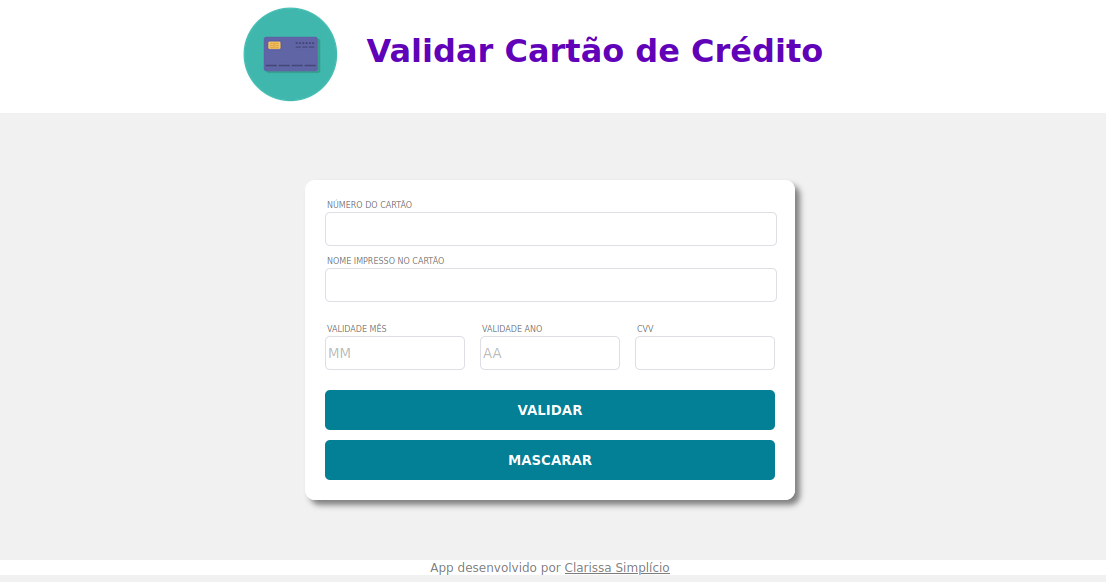 Validar Cartão de Crédito
NÚMERO DO CARTÃO
NOME IMPRESSO NO CARTÃO
VALIDADE MÊS VALIDADE ANO CVV
MM AA
VALIDAR
MASCARAR
App desenvolvido por Clarissa Simplício